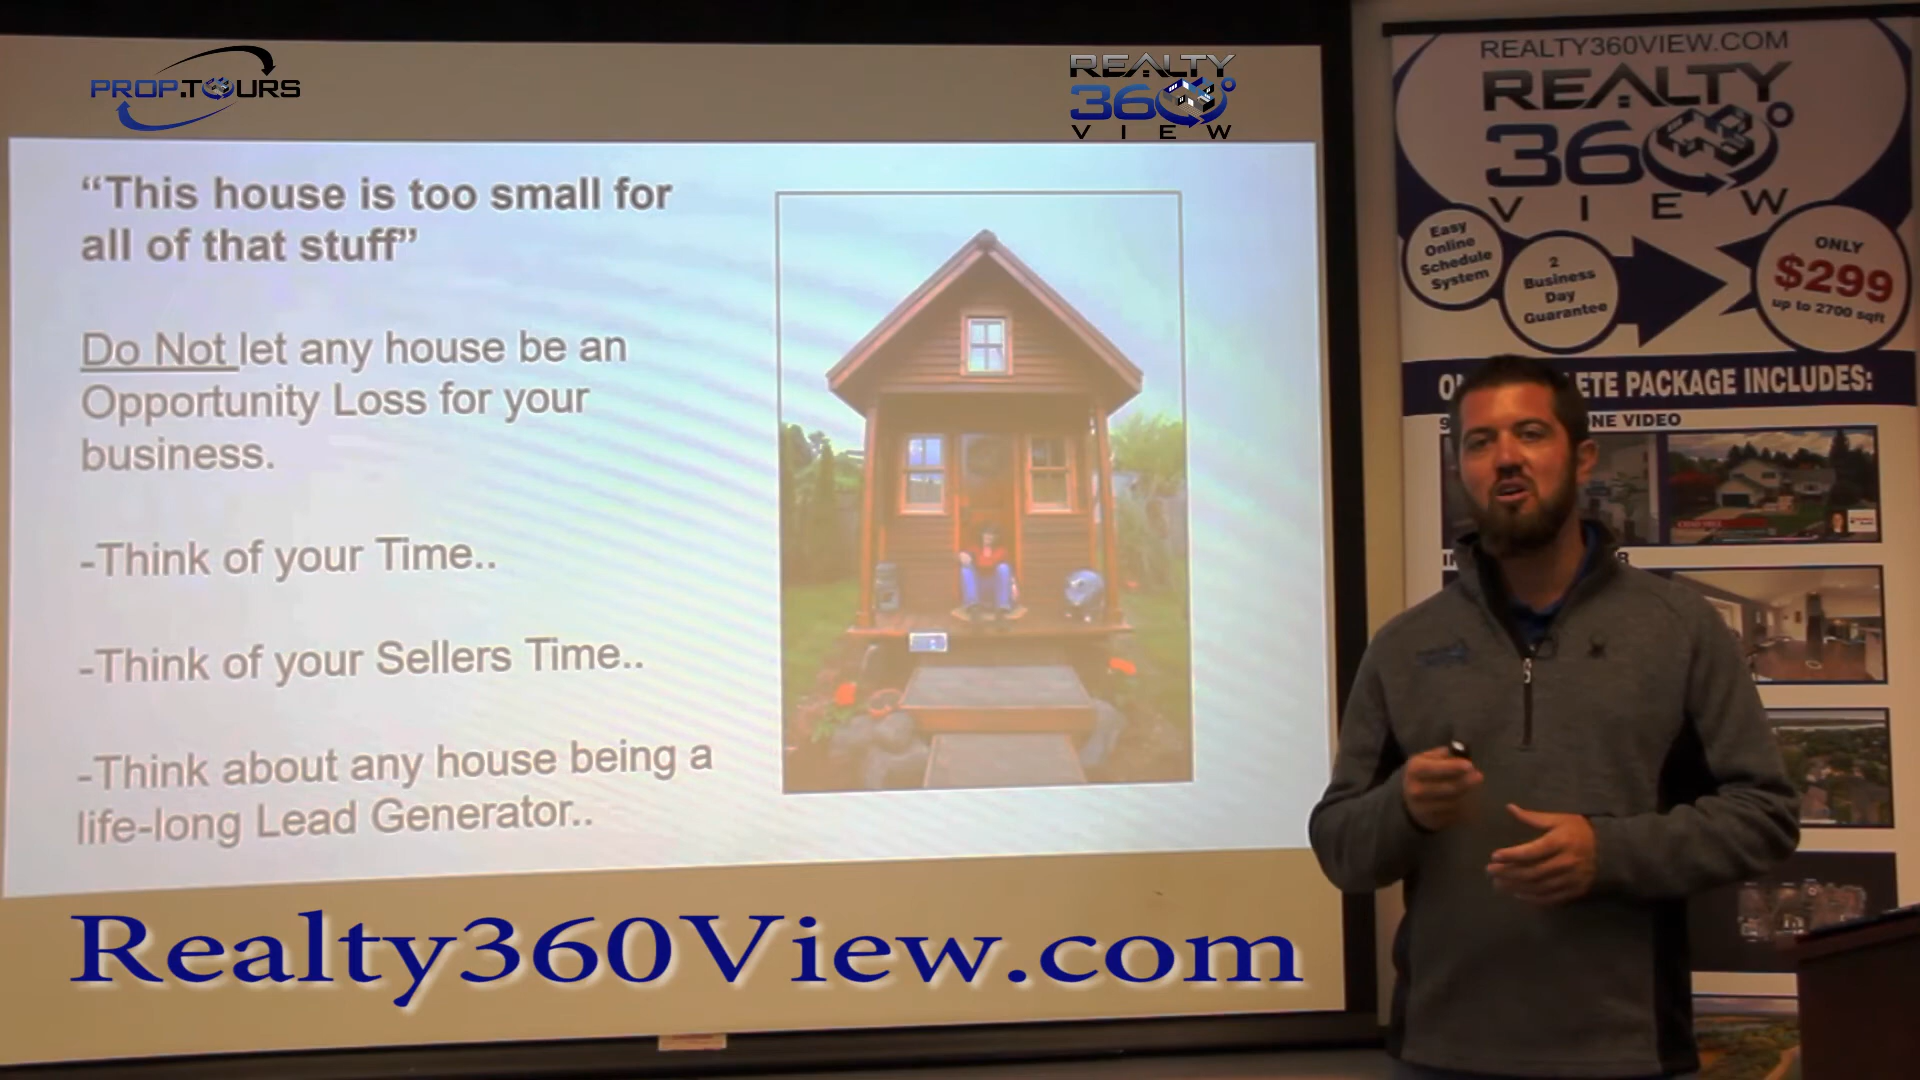 PROP.TOURS
REALTY
360°
VIEW
“This house is too small for
all of that stuff”
Do Not let any house be an
Opportunity Loss for your
business.
-Think of your Time..
-Think of your Sellers Time..
-Think about any house being a
life-long Lead Generator..
Realty360View.com
REALTY360VIEW.COM
REALTY
360°
VIEW
Easy
Online
Schedule
System
2
Business
Day
Guarantee
ONLY
$299
up to 2700 sqft
PACKAGE INCLUDES:
VIDEO